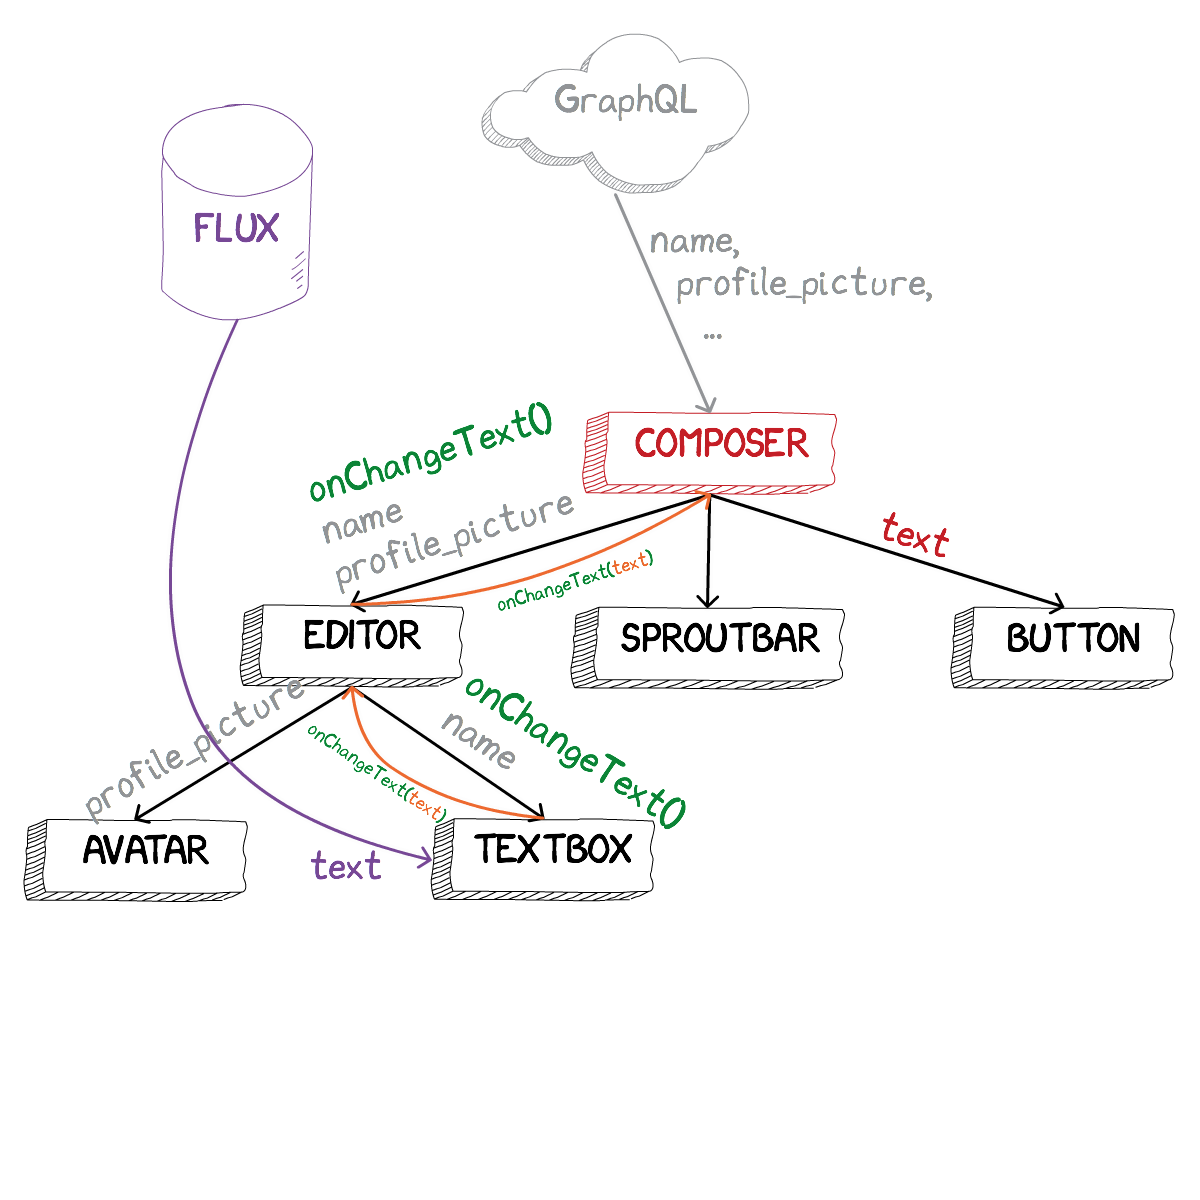 GraphQL
FLUX
name,
profile_picture,
...
onChangeText()
name
profile_picture
COMPOSER
text
onChangeText(text)
EDITOR
SPROUTBAR
BUTTON
profile_picture
onChangeText(text)
name
onChangeText()
AVATAR
text
TEXTBOX